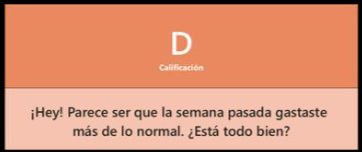 D
Calificación
¡Hey! Parece ser que la semana pasada gastaste
más de lo normal. ¿Está todo bien?